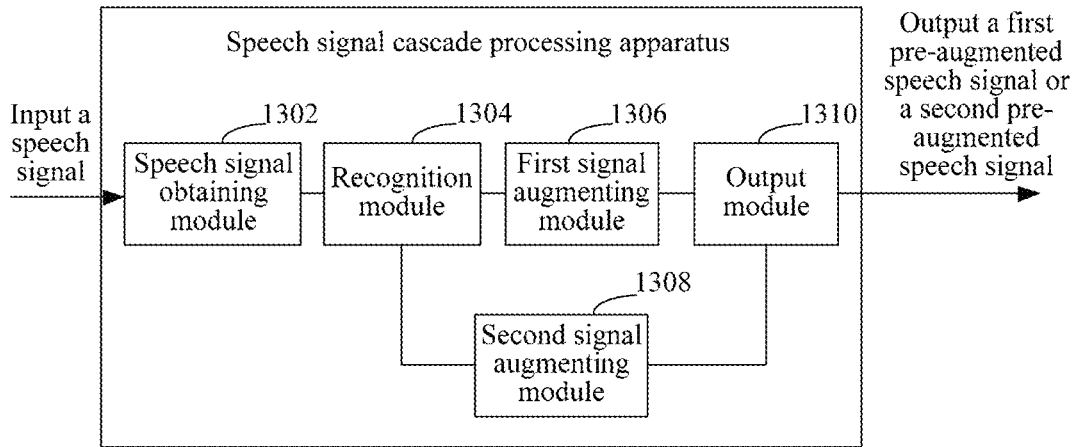 Speech signal cascade processing apparatus
Input a
speech
signal
1302
Speech signal
obtaining
module
1304
Recognition
module
1306
First signal
augmenting
module
1310
Output
module
Output a first
pre-augmented
speech signal or
a second pre-
augmented
speech signal
1308
Second signal
augmenting
module